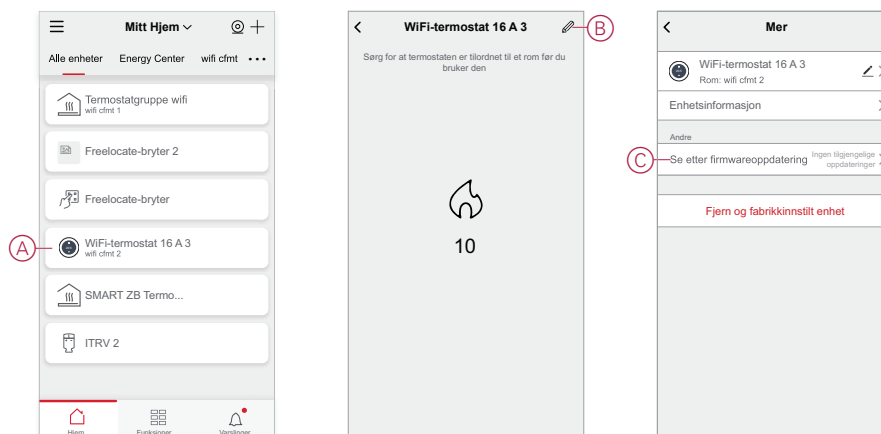 Mitt Hjem
Alle enheter Energy Center wifi cfmt
Termostatgruppe wifi
wifi cfmt 1
Freelocate-bryter 2
Freelocate-bryter
A
WiFi-termostat 16 A 3
wifi cfmt 2
SMART ZB Termo...
ITRV 2
Hjem Funksjoner Varslinger
WiFi-termostat 16 A 3
B
Sørg for at termostaten er tilordnet til et rom før du
bruker den
10
Mer
WiFi-termostat 16 A 3
Rom: wifi cfmt 2
Enhetsinformasjon
Andre
C
Se etter firmwareoppdatering
Ingen tilgjengelige
oppdateringer
Fjern og fabrikkinnstilt enhet